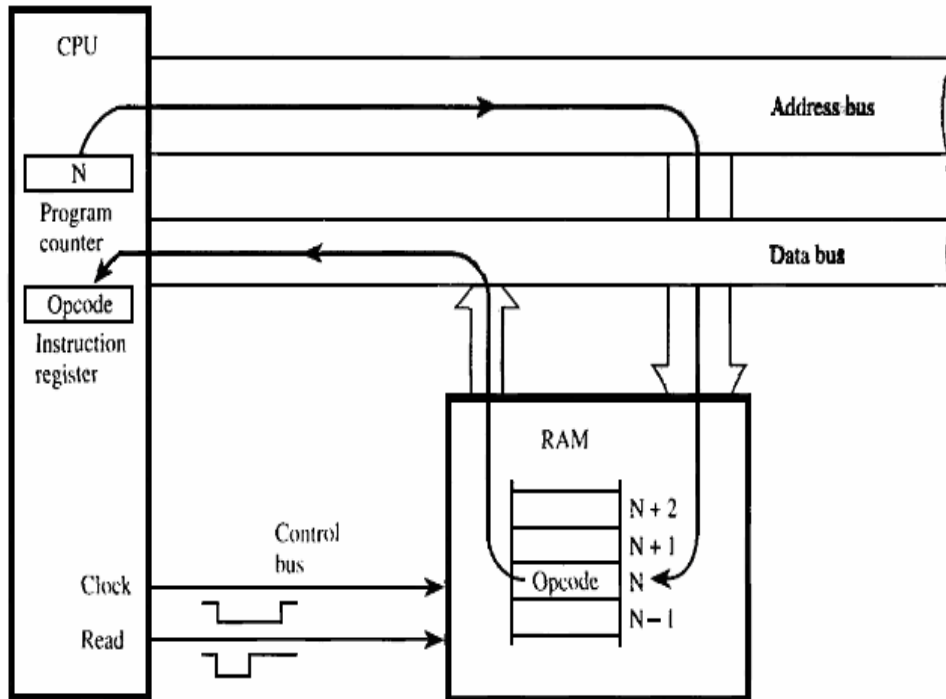 CPU
Address bus
N
Program
counter
Data bus
Opcode
Instruction
register
RAM
N + 2
N + 1
Opcode N
N – 1
Control
bus
Clock
Read